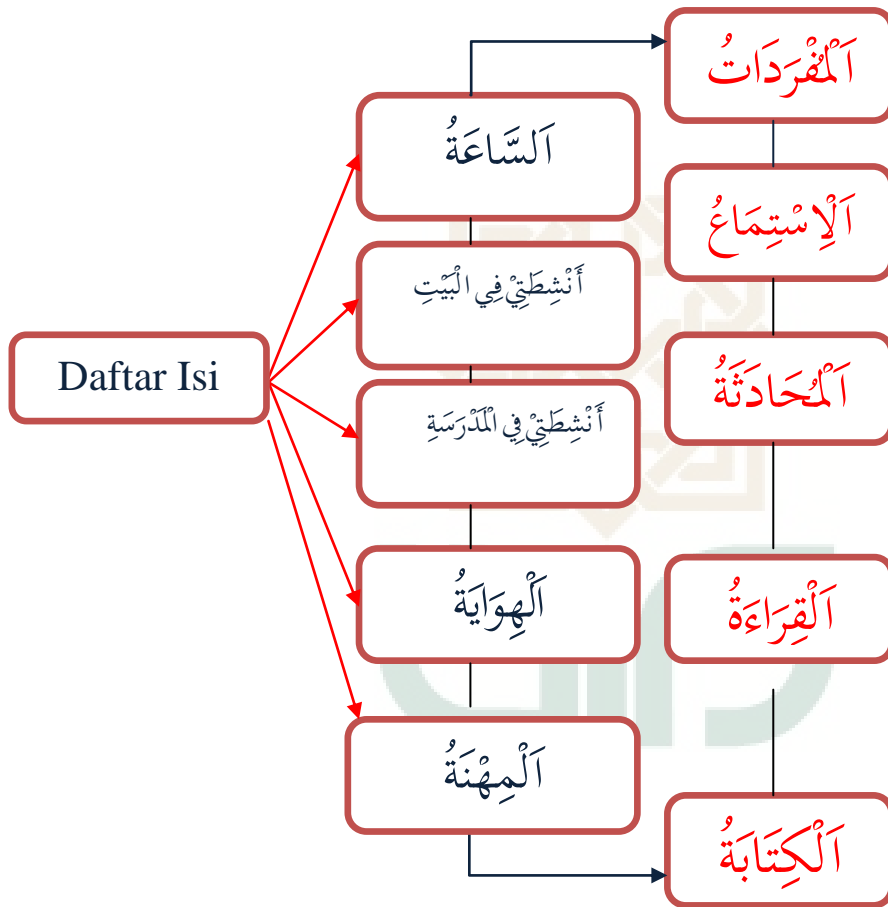 Daftar Isi
اَلسَّاعَةُ
أَنْشِطَتِيْ فِي الْبَيْتِ
أَنْشِطَتِيْ فِي الْمَدْرَسَةِ
اَلْهِوَايَةُ
اَلْمِهْنَةُ
اَلْمُفْرَدَاتُ
اَلْاِسْتِمَاعُ
اَلْمُحَادَثَةُ
اَلْقِرَاءَةُ
اَلْكِتَابَةُ